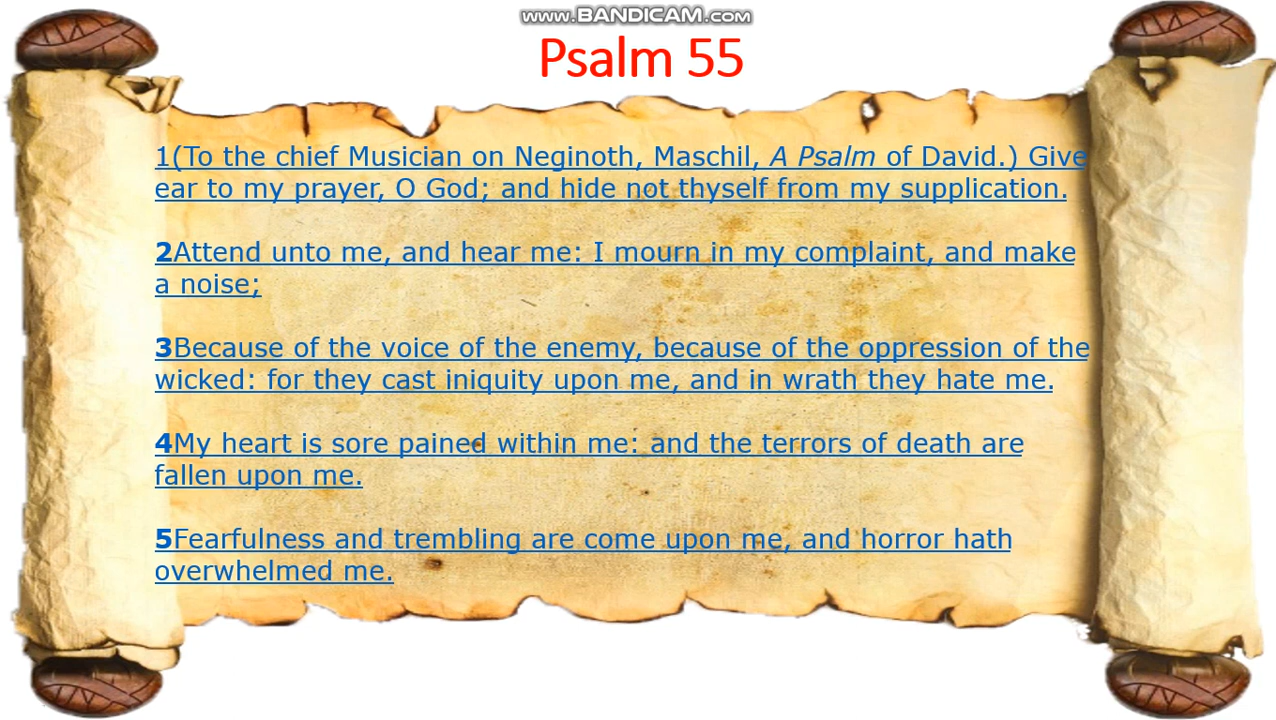 www.BANDICAM.com
Psalm 55
1(To the chief Musician on Neginoth, Maschil, A Psalm of David.) Give
ear to my prayer, O God; and hide not thyself from my supplication.
2Attend unto me, and hear me: I mourn in my complaint, and make
a noise;
3Because of the voice of the enemy, because of the oppression of the
wicked: for they cast iniquity upon me, and in wrath they hate me.
4My heart is sore pained within me: and the terrors of death are
fallen upon me.
5Fearfulness and trembling are come upon me, and horror hath
overwhelmed me.